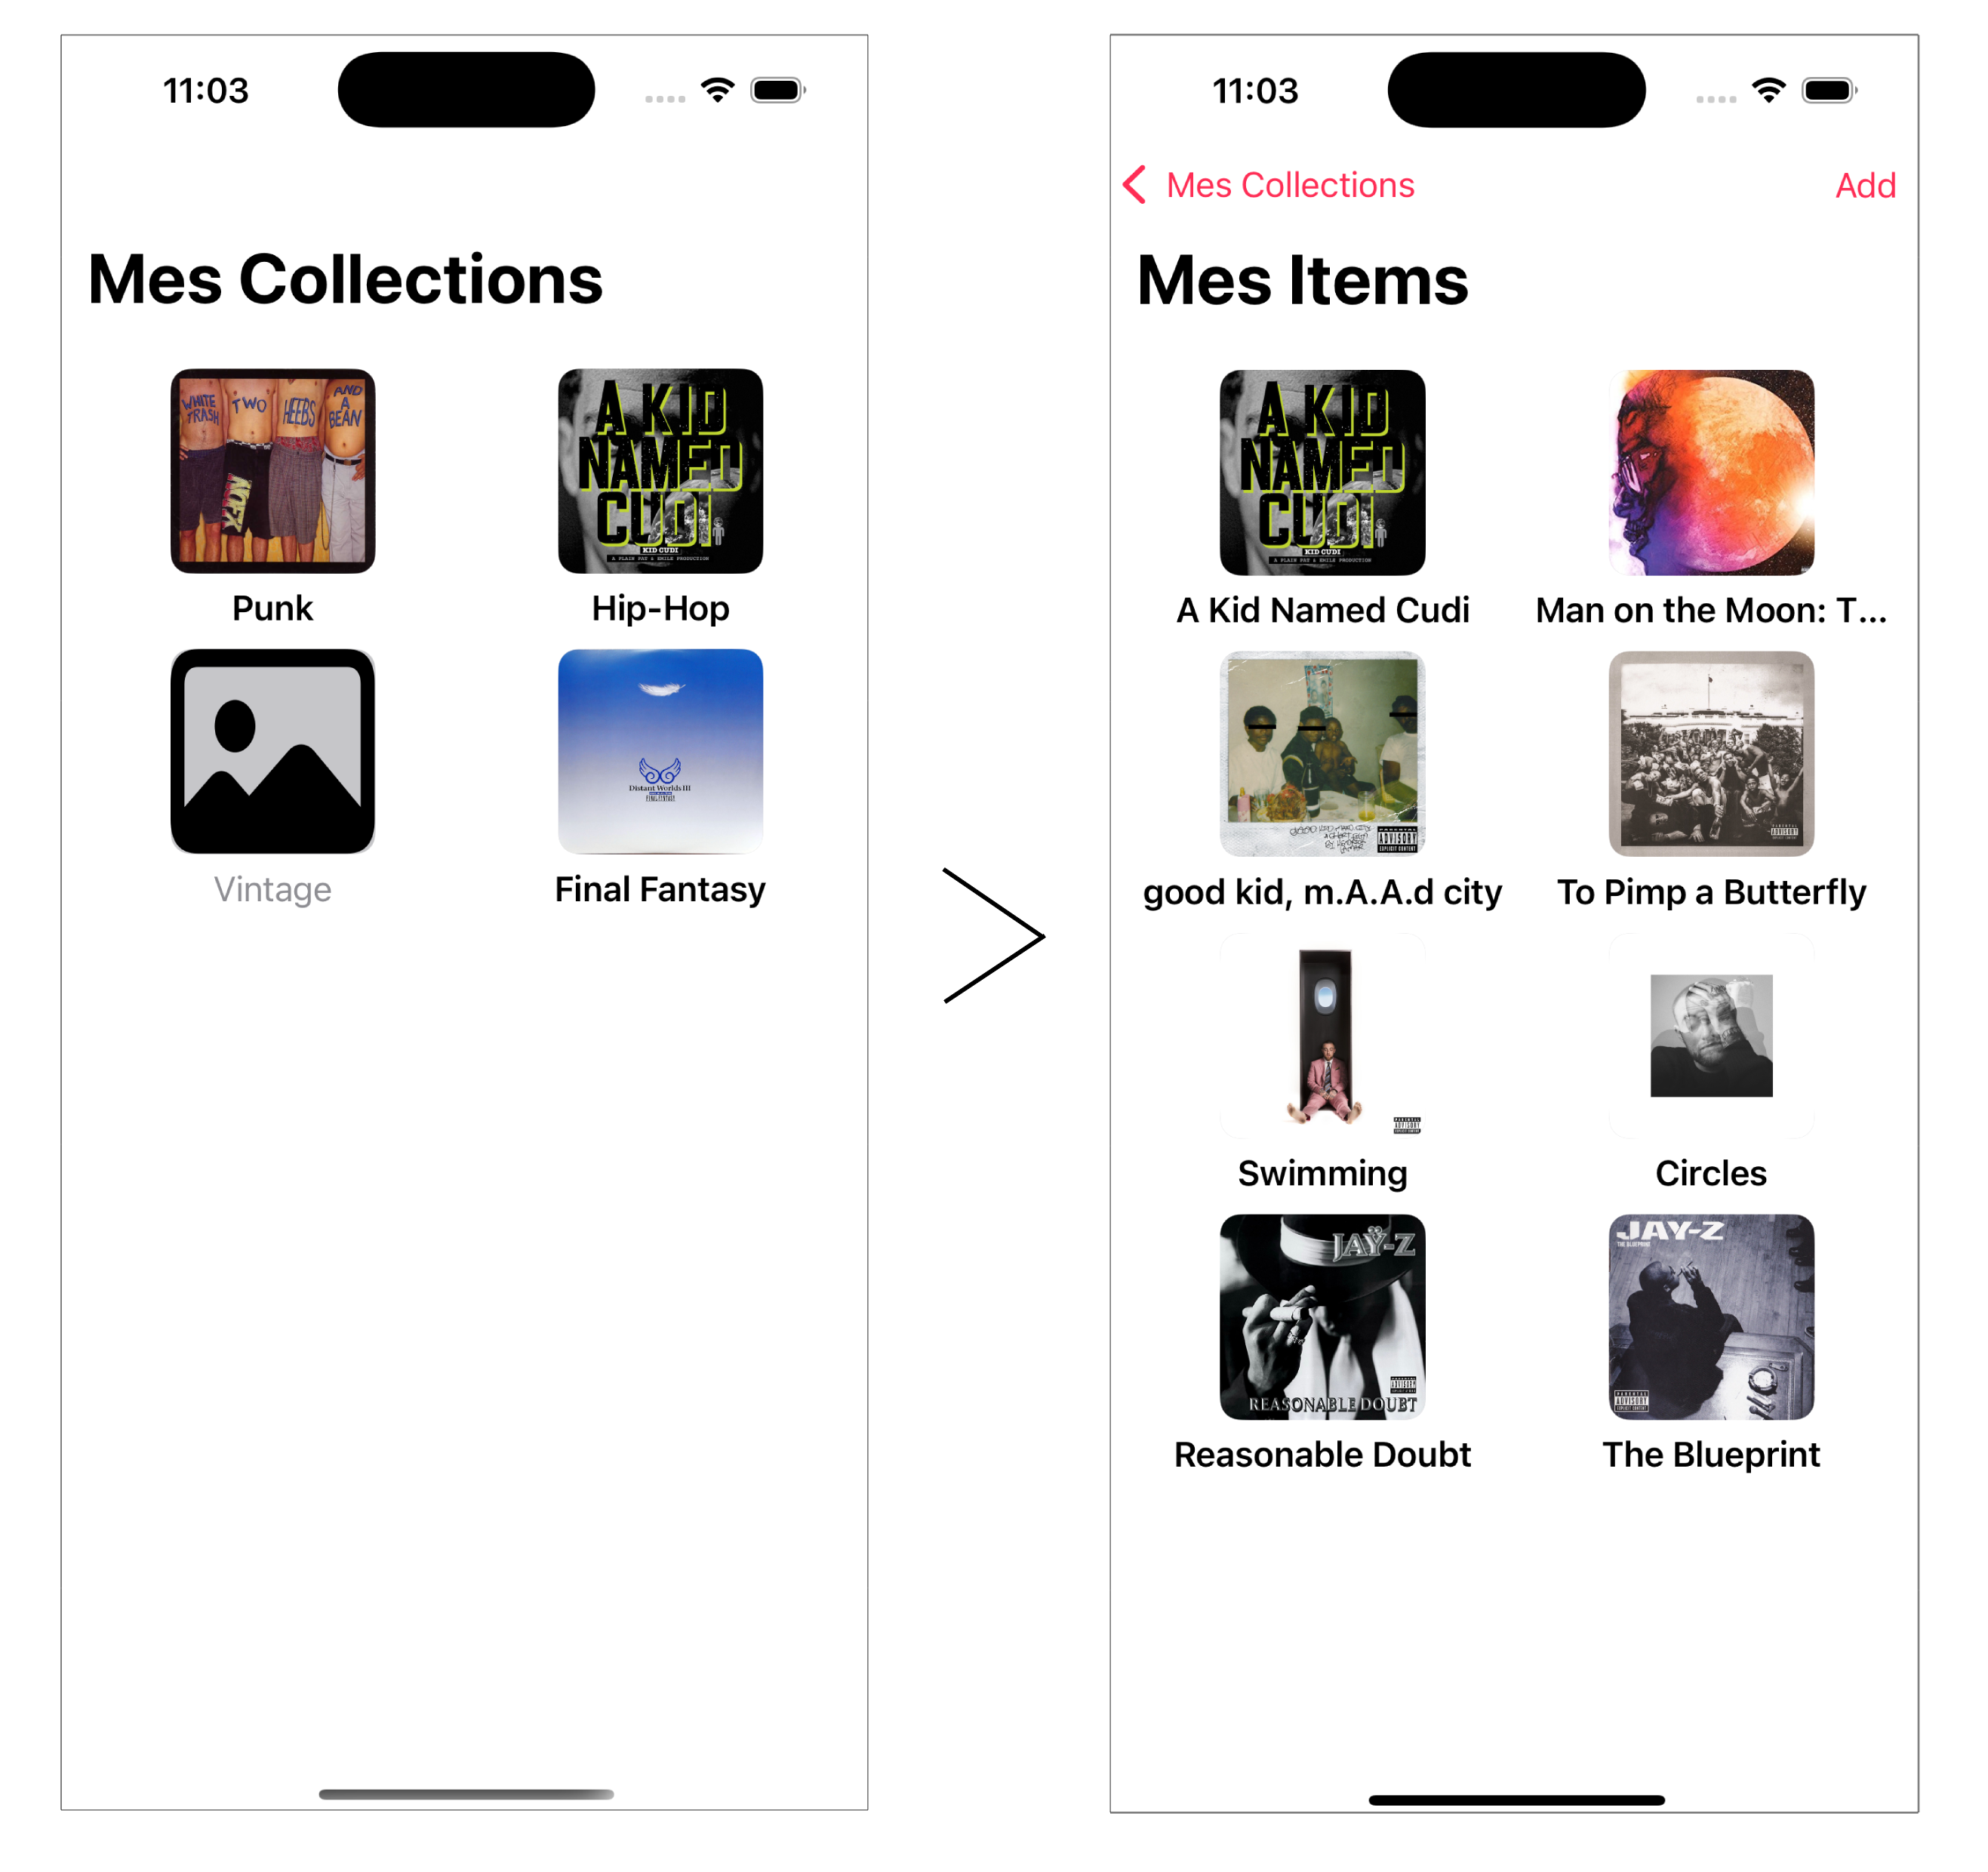 11:03
Mes Collections
WHITE TRASH
TWO
HEEBS
AND A BEAN
NOFX
A KID
NAMED
CUDI
KID CUDI
A PLAIN PAT & EMILE PRODUCTION
Punk
Hip-Hop
Distant Worlds III
FINAL FANTASY
Vintage
Final Fantasy
11:03
Mes Collections
Add
Mes Items
A KID
NAMED
CUDI
KID CUDI
A PLAIN PAT & EMILE PRODUCTION
A Kid Named Cudi
Man on the Moon: T...
PARENTAL
ADVISORY
EXPLICIT CONTENT
PARENTAL
ADVISORY
EXPLICIT CONTENT
good kid, m.A.A.d city
To Pimp a Butterfly
PARENTAL
ADVISORY
EXPLICIT CONTENT
Swimming
Circles
JAŸ-Z
ADVISORY
REASONABLE DOUBT
JAY-Z
THE BLUEPRINT
PARENTAL
ADVISORY
EXPLICIT CONTENT
Reasonable Doubt
The Blueprint